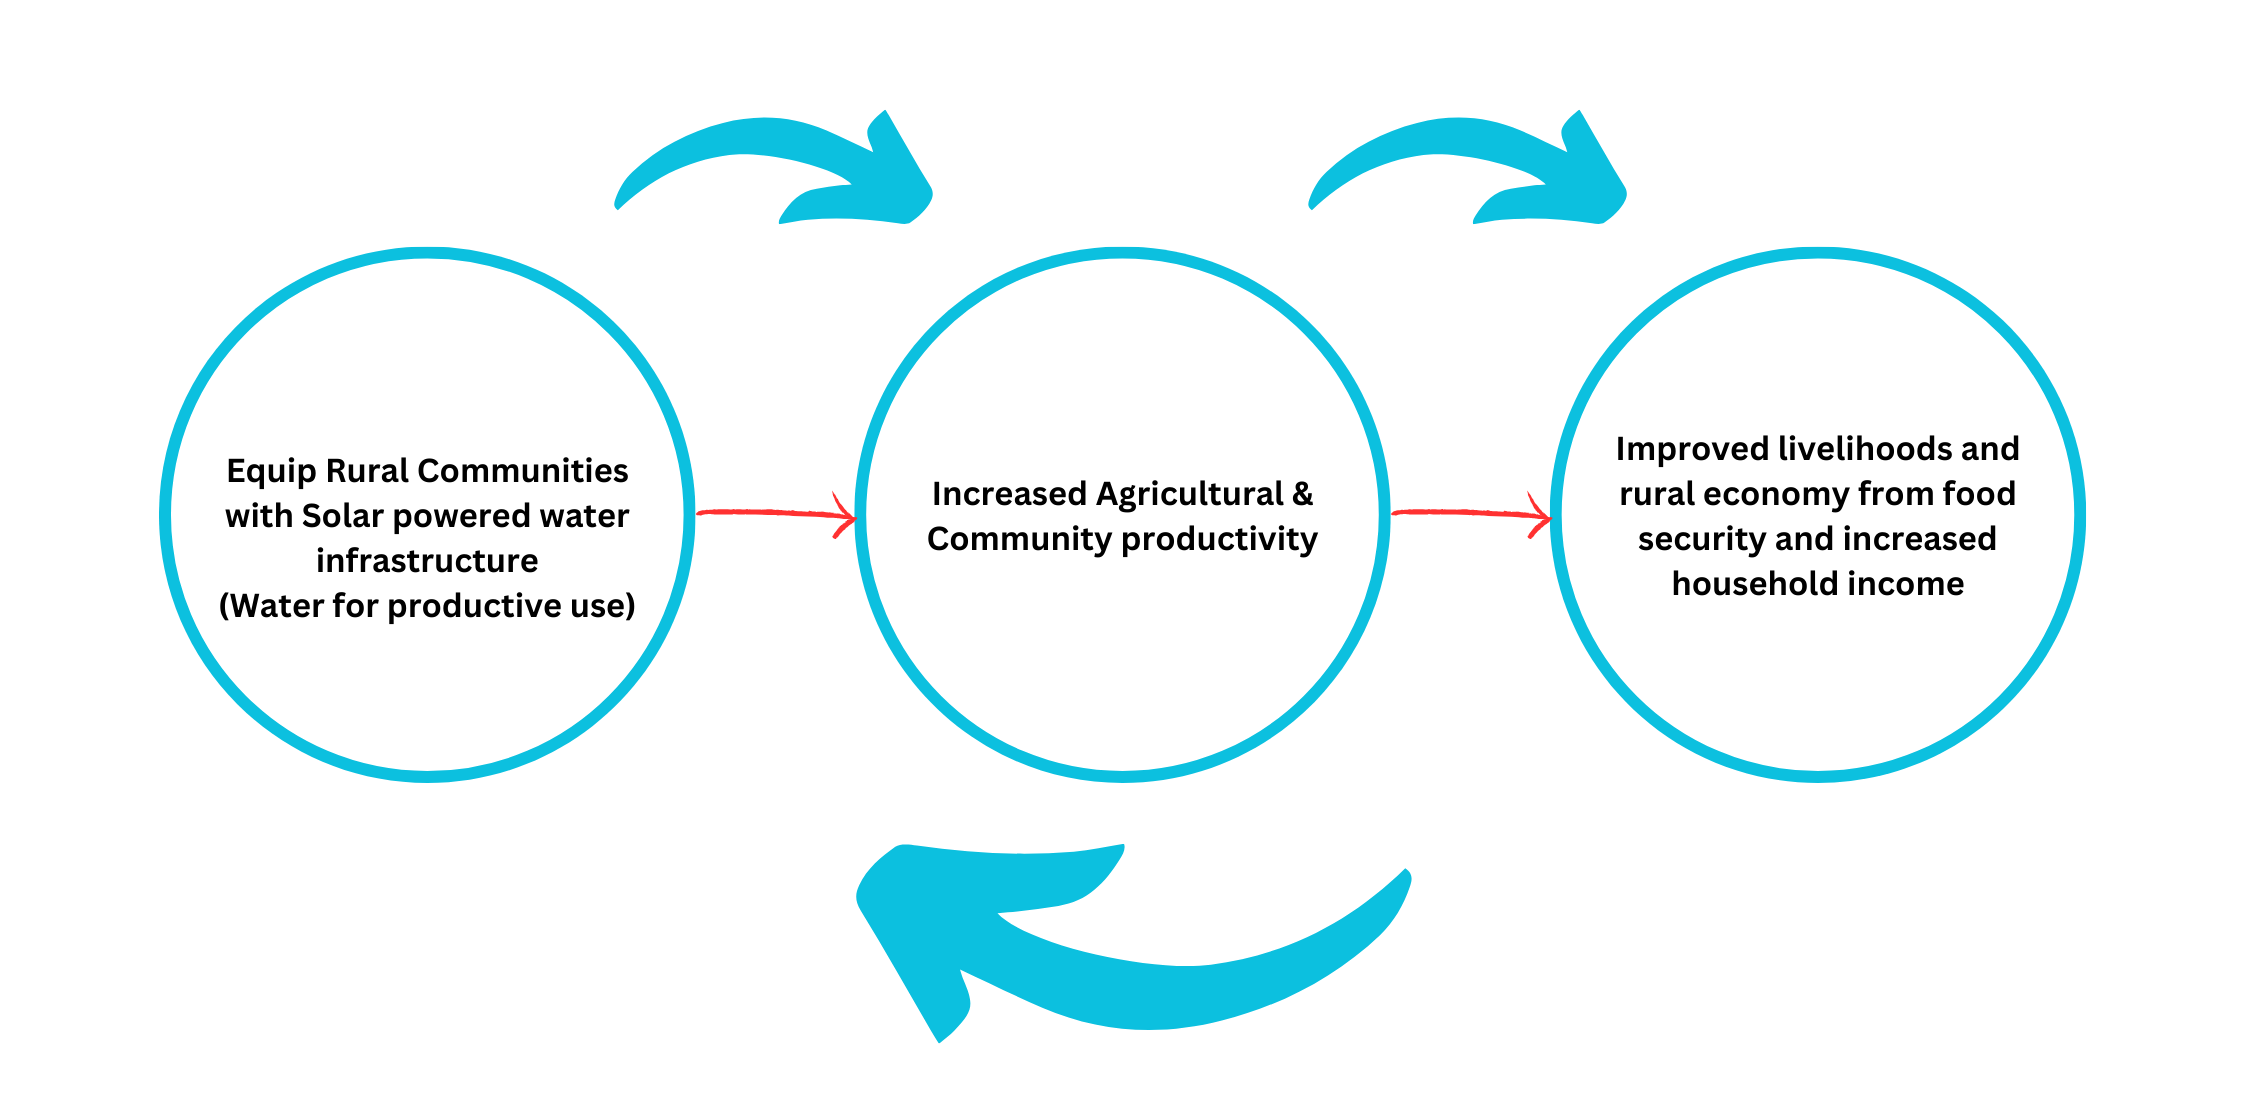 Equip Rural Communities
with Solar powered water
infrastructure
(Water for productive use)
Increased Agricultural &
Community productivity
Improved livelihoods and
rural economy from food
security and increased
household income